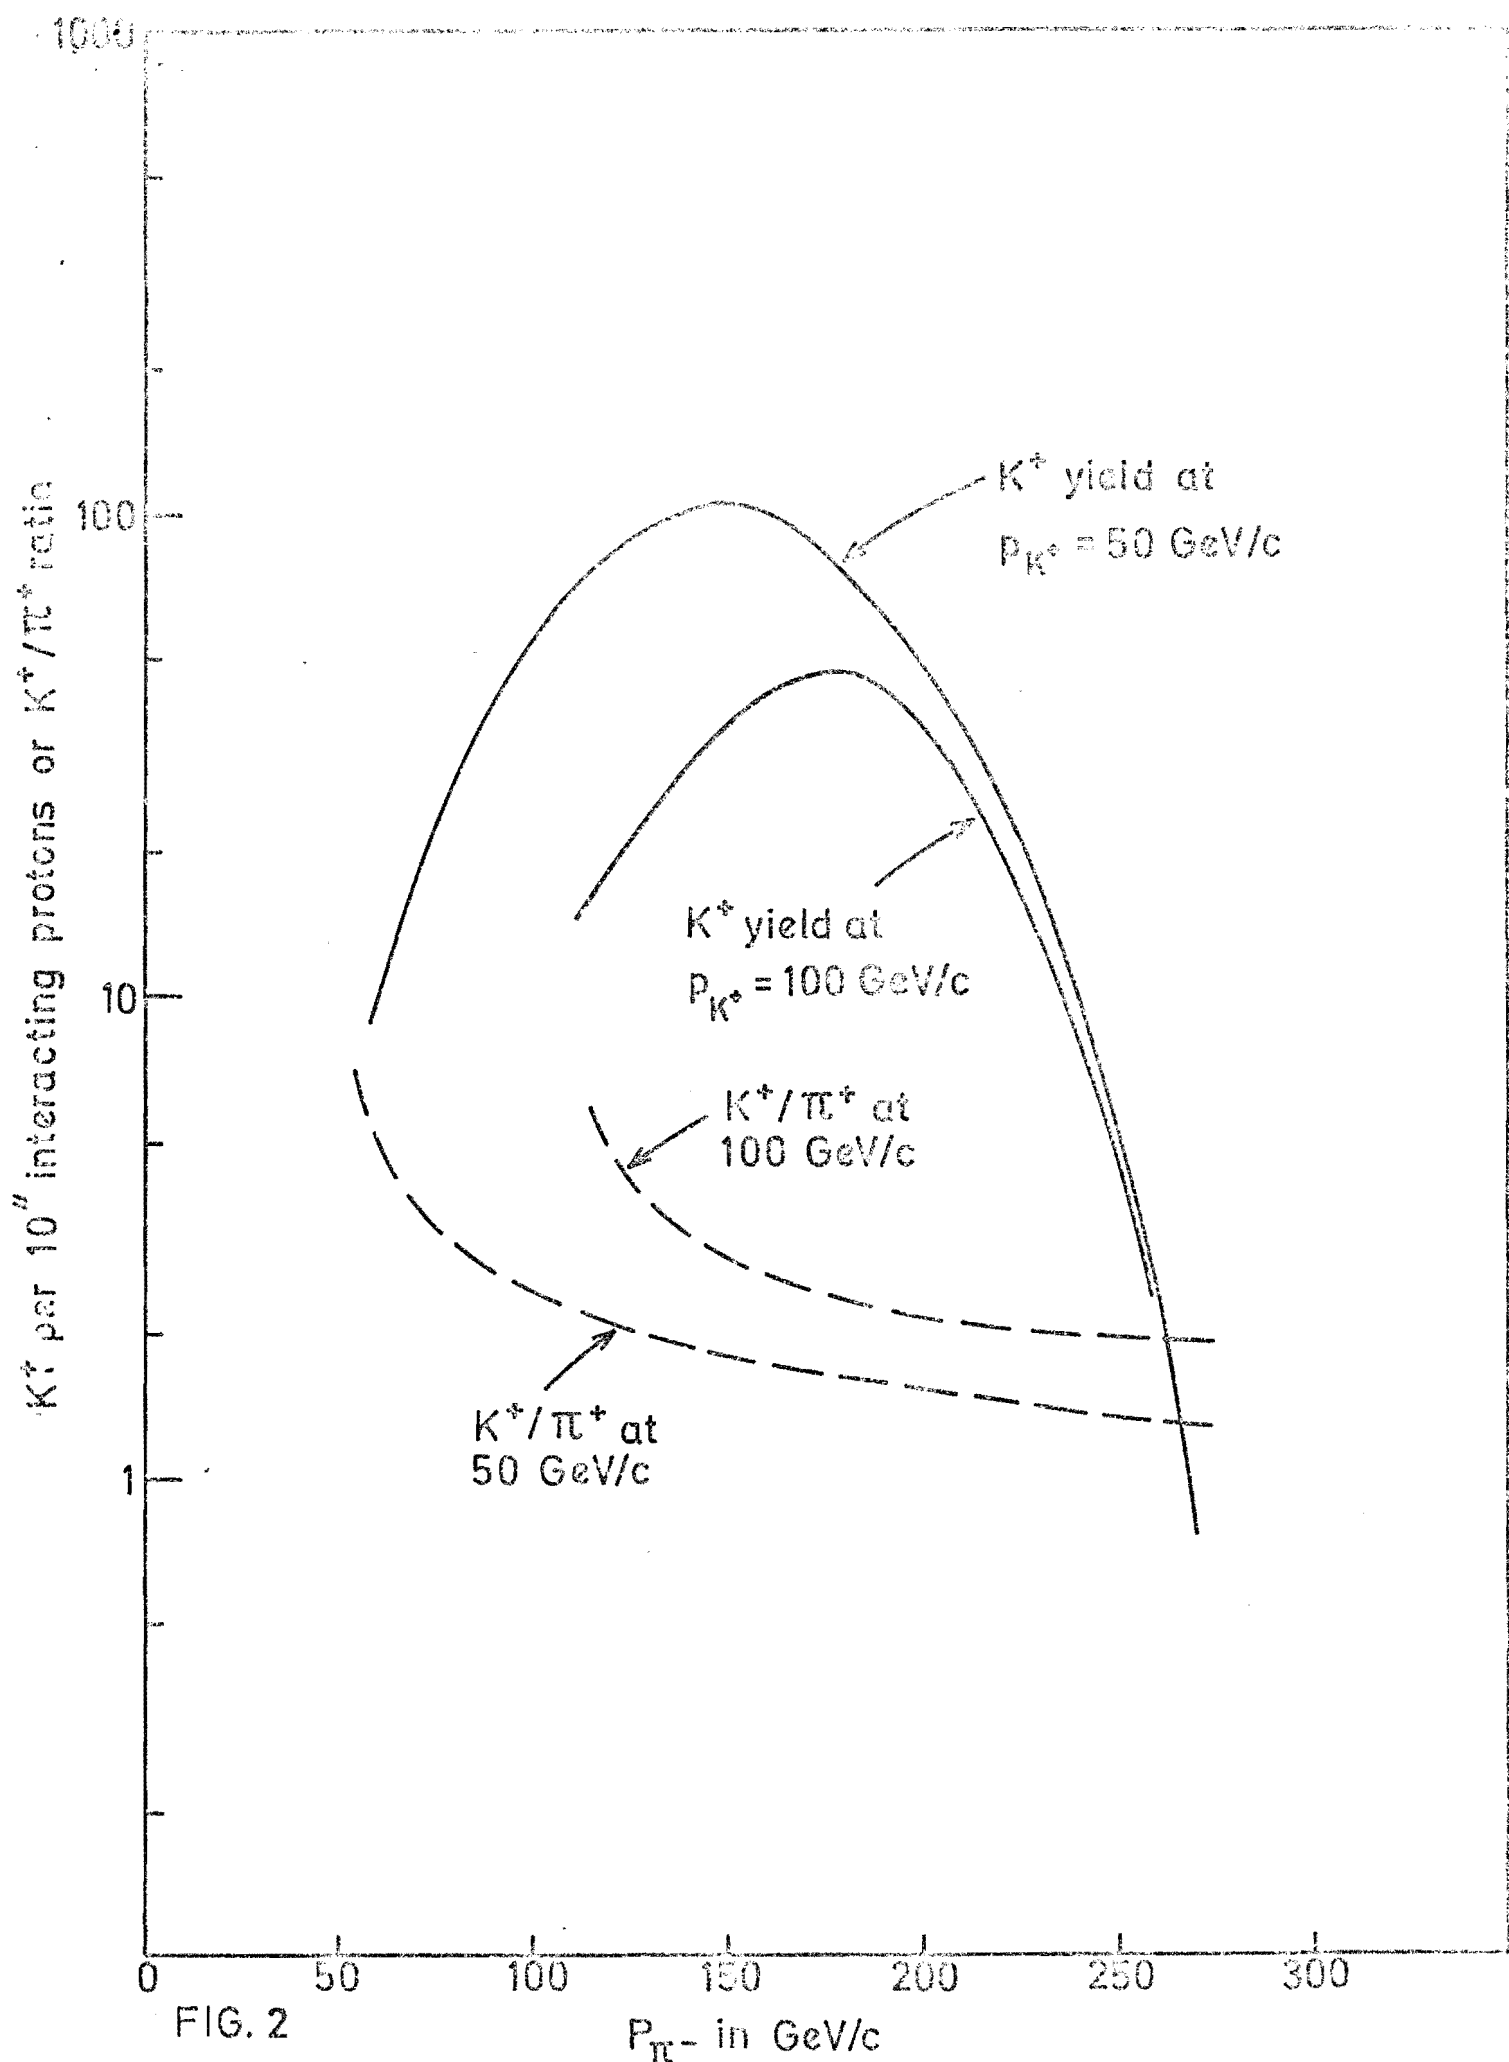 1000
100
10
1
K⁺ per 10¹¹ interacting protons or K⁺/π⁺ ratio
K⁺ yield at
p_K⁺ = 50 GeV/c
K⁺ yield at
p_K⁺ = 100 GeV/c
K⁺/π⁺ at
100 GeV/c
K⁺/π⁺ at
50 GeV/c
0 50 100 150 200 250 300
FIG. 2
P_π⁻ in GeV/c